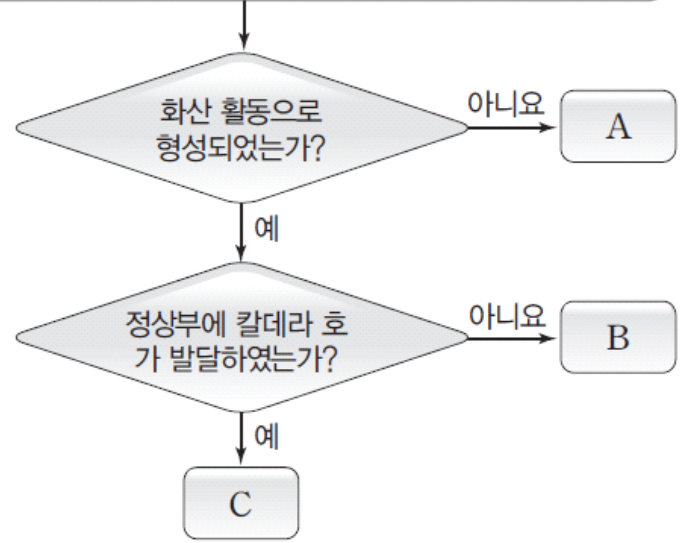 화산 활동으로
형성되었는가?
아니요
A
예
정상부에 칼데라 호
가 발달하였는가?
아니요
B
예
C